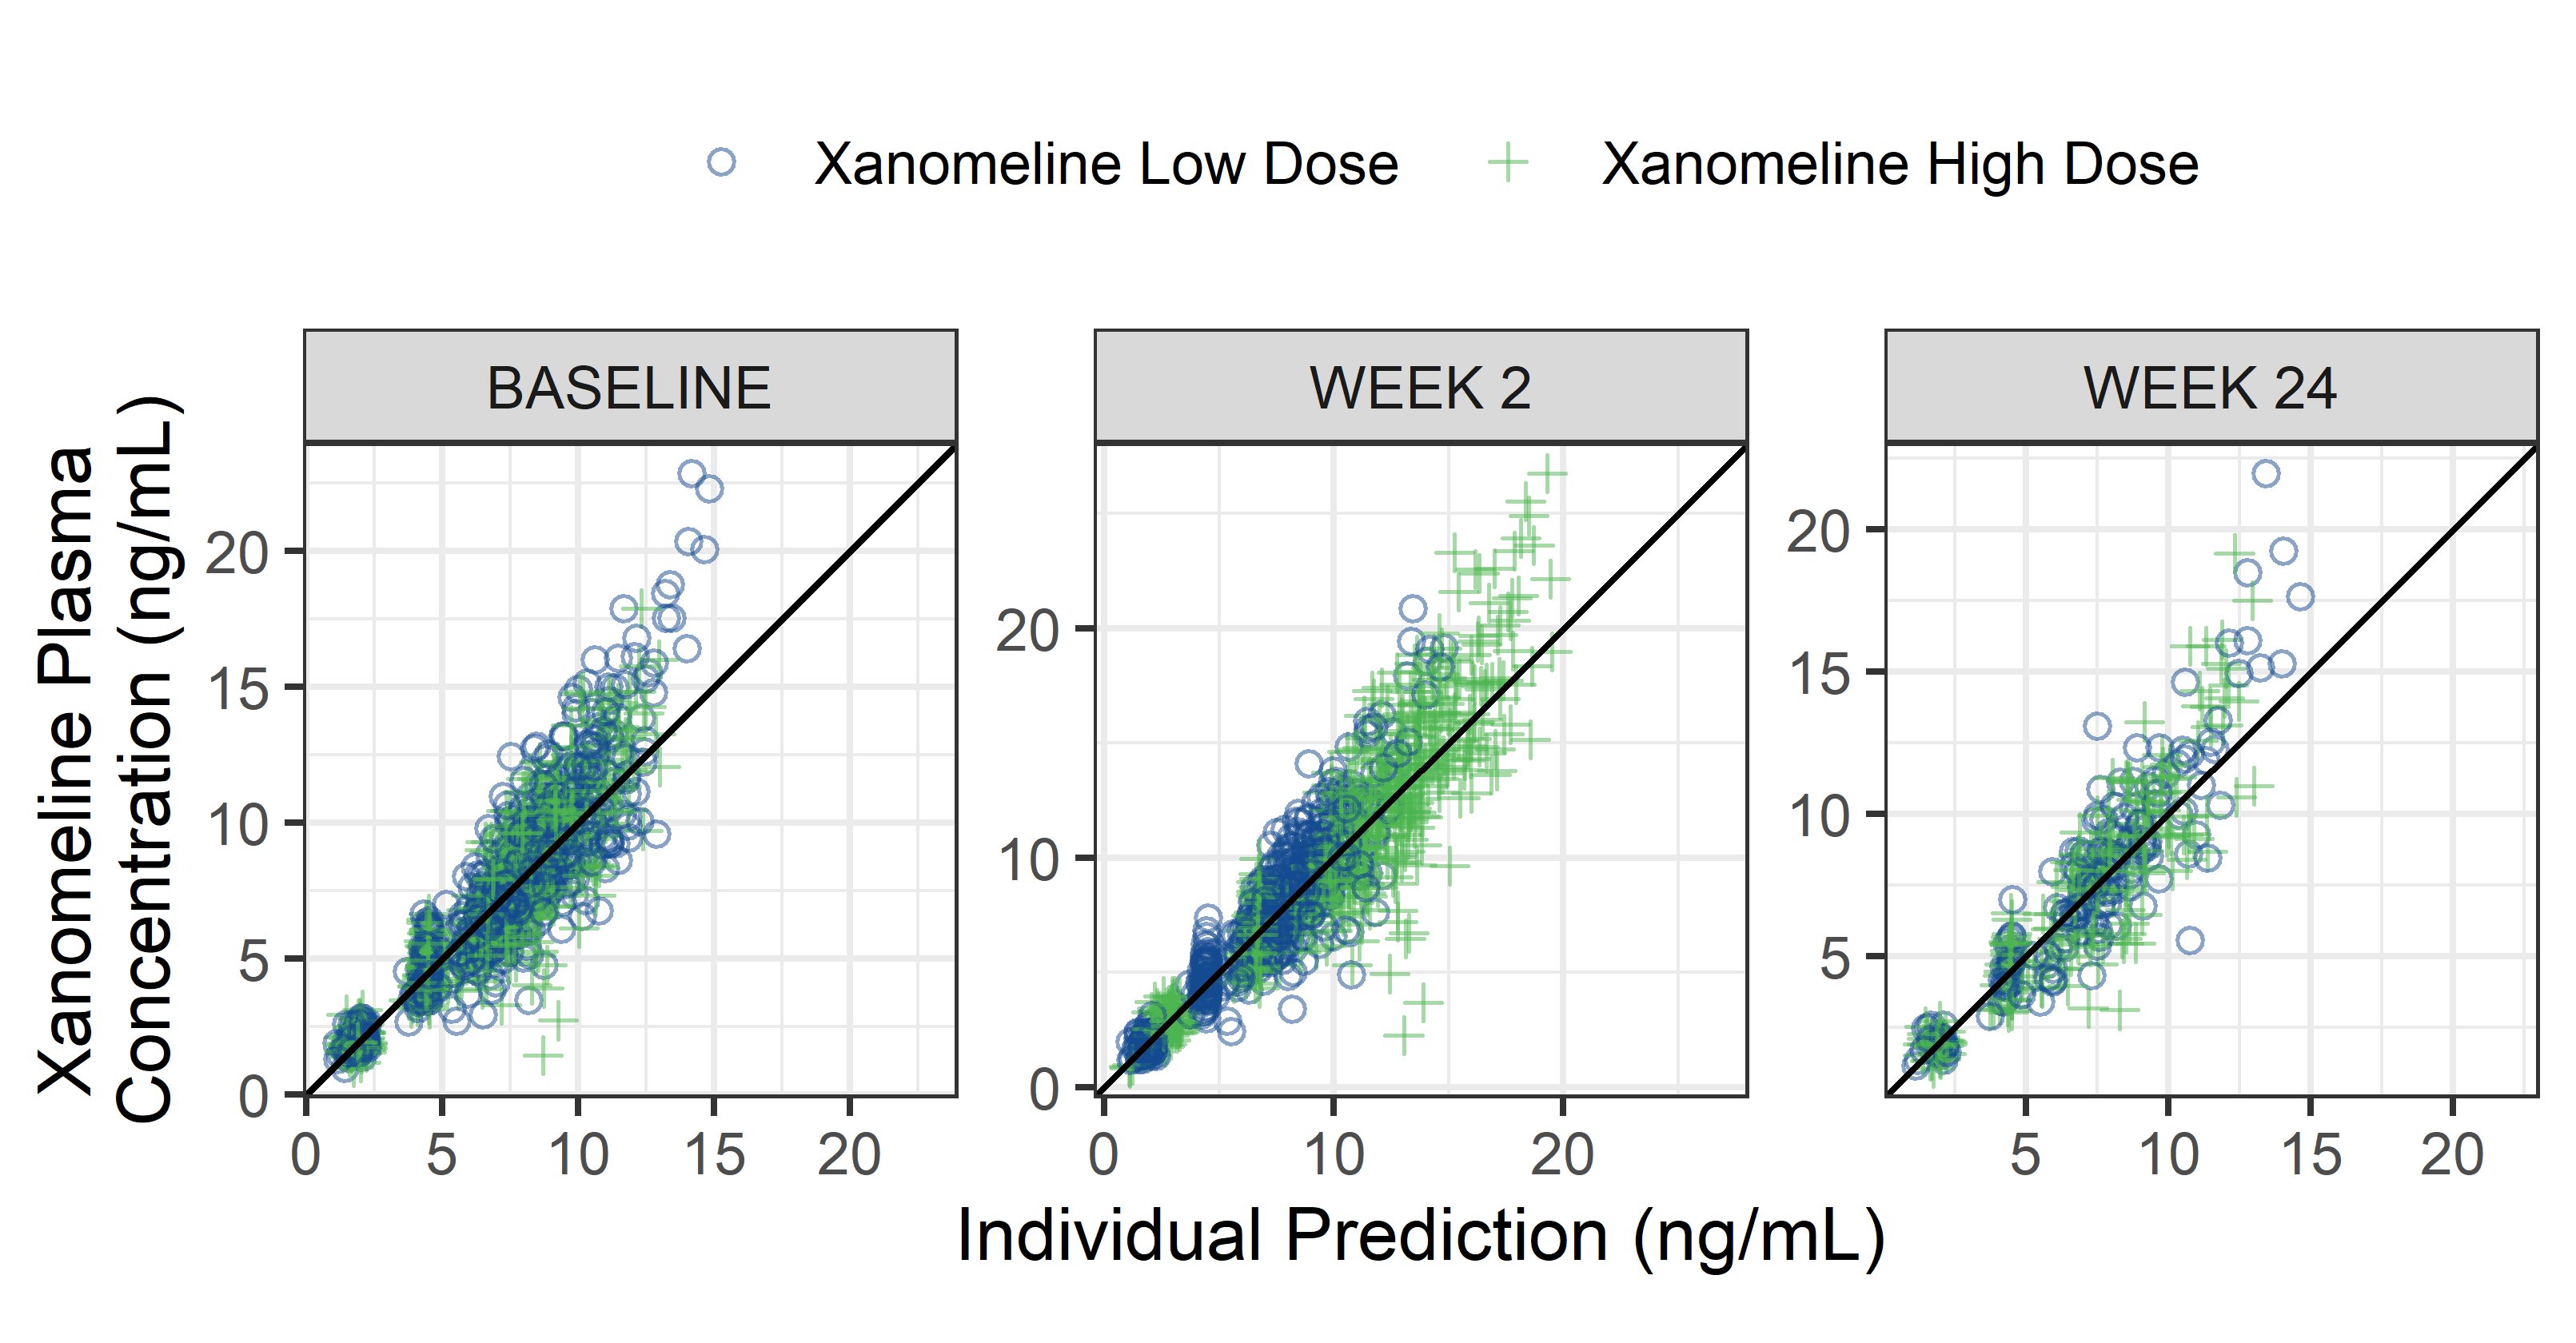 Xanomeline Low Dose Xanomeline High Dose
BASELINE WEEK 2 WEEK 24
Xanomeline Plasma
Concentration (ng/mL)
20
15
10
5
0
20
10
0
20
15
10
5
0 5 10 15 20
0 10 20
5 10 15 20
Individual Prediction (ng/mL)